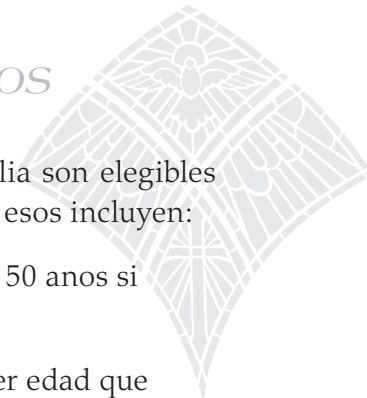 os
lia son elegibles
esos incluyen:
50 anos si
er edad que